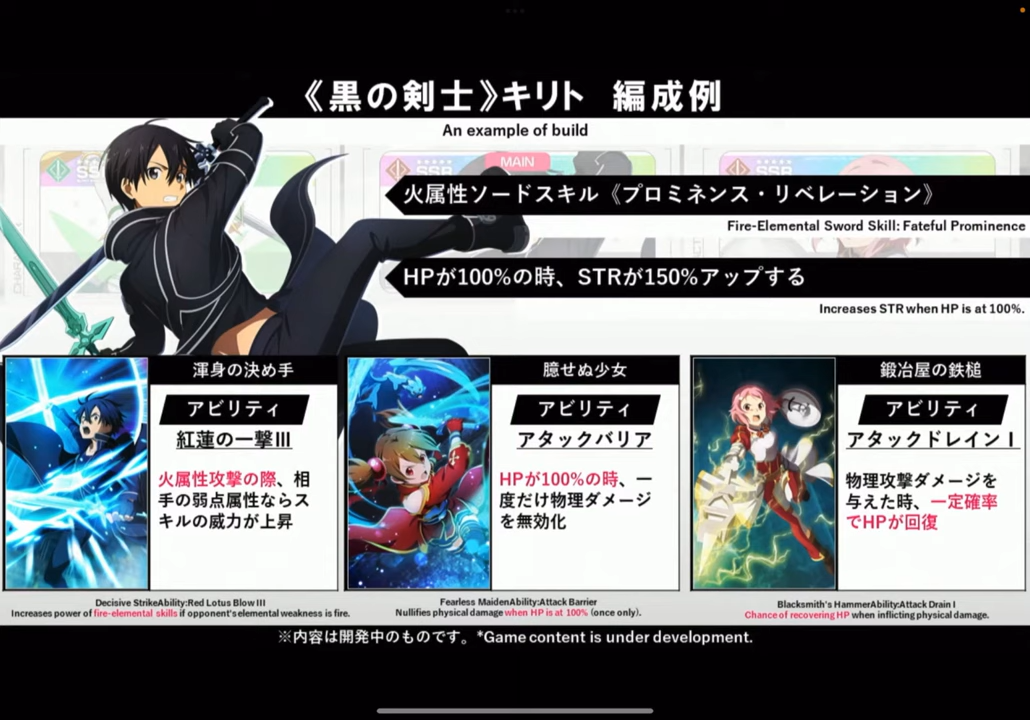 《黒の剣士》キリト 編成例
An example of build
SSR
MAIN
SSR
SSR
火属性ソードスキル《プロミネンス・リベレーション》
Fire-Elemental Sword Skill: Fateful Prominence
HPが100%の時、STRが150%アップする
Increases STR when HP is at 100%.
渾身の決め手
アビリティ
紅蓮の一撃Ⅲ
火属性攻撃の際、相
手の弱点属性ならス
キルの威力が上昇
Decisive StrikeAbility:Red Lotus Blow III
Increases power of fire-elemental skills if opponent's elemental weakness is fire.
臆せぬ少女
アビリティ
アタックバリア
HPが100%の時、一
度だけ物理ダメージ
を無効化
Fearless MaidenAbility:Attack Barrier
Nullifies physical damage when HP is at 100% (once only).
鍛冶屋の鉄槌
アビリティ
アタックドレインⅠ
物理攻撃ダメージを
与えた時、一定確率
でHPが回復
Blacksmith's HammerAbility:Attack Drain I
Chance of recovering HP when inflicting physical damage.
※内容は開発中のものです。*Game content is under development.